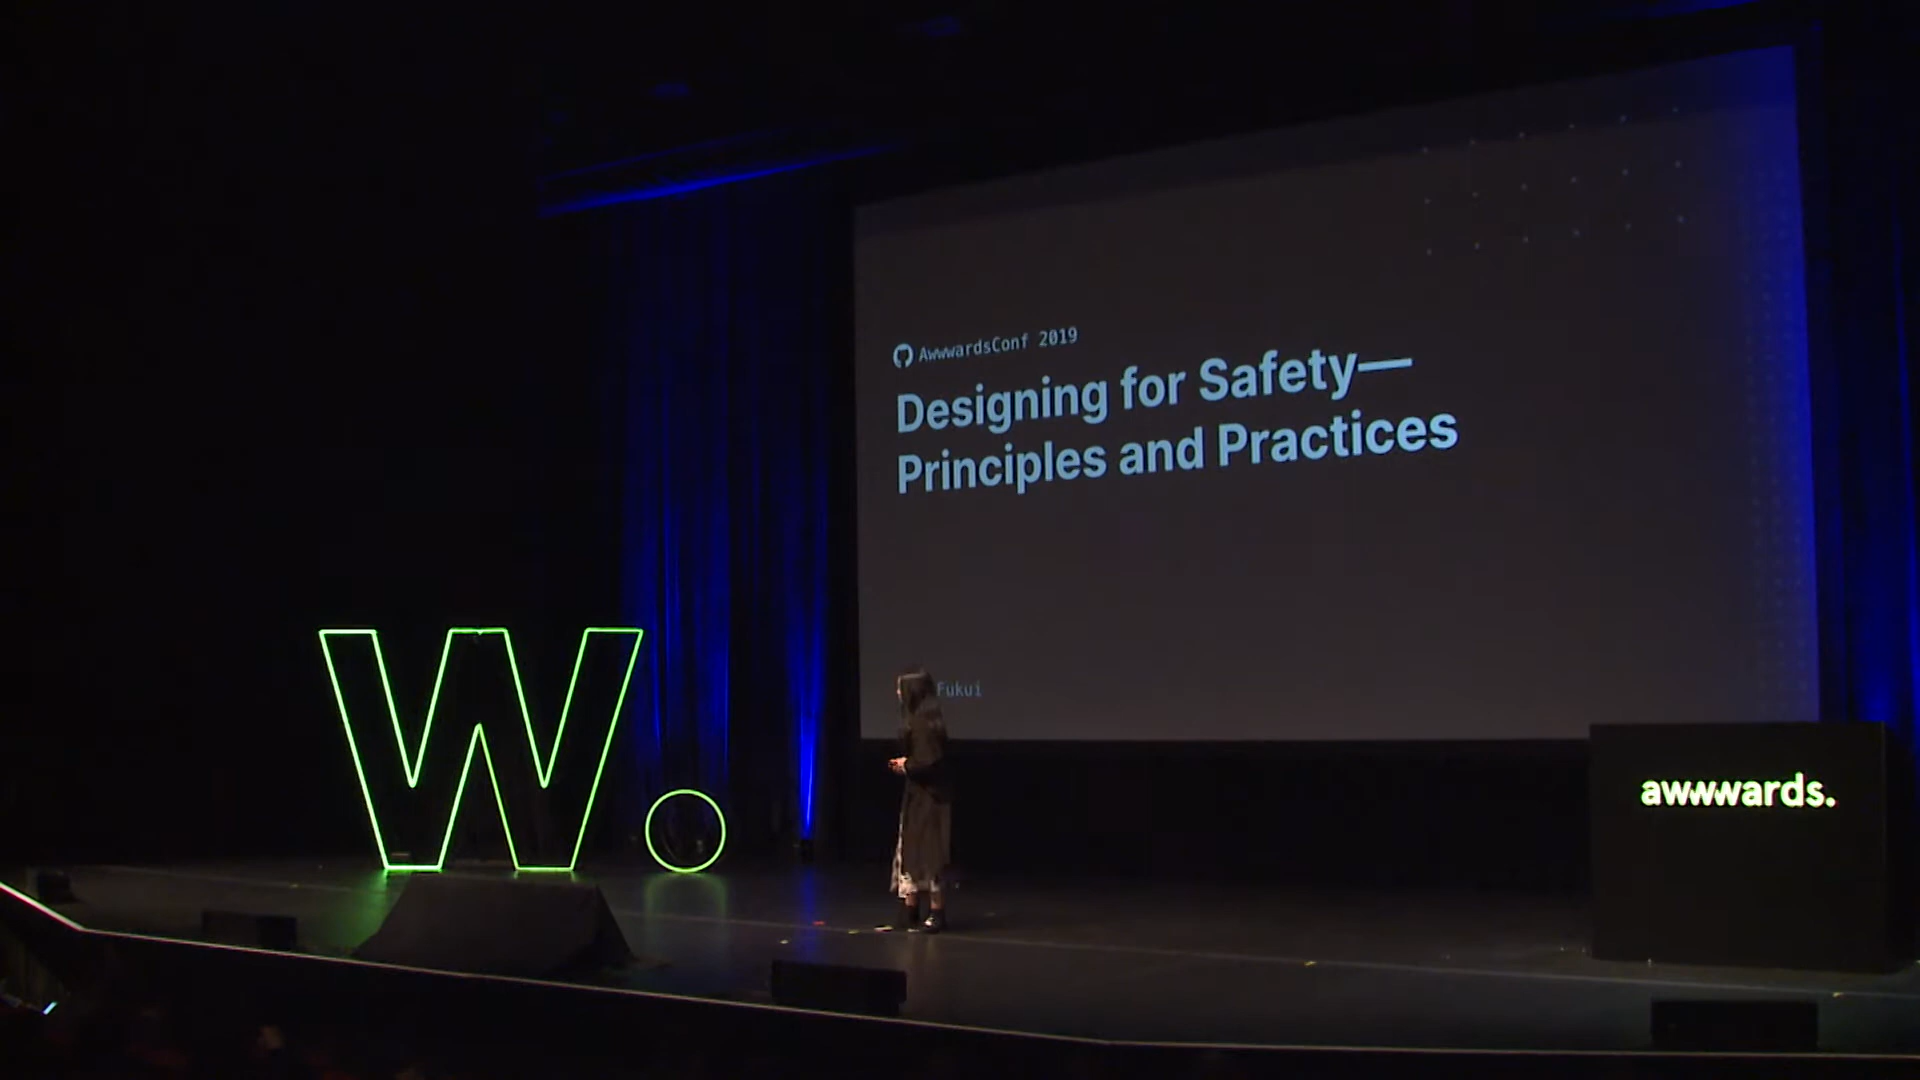 AwwwardsConf 2019
Designing for Safety—
Principles and Practices
Fukui
W.
awwwards.